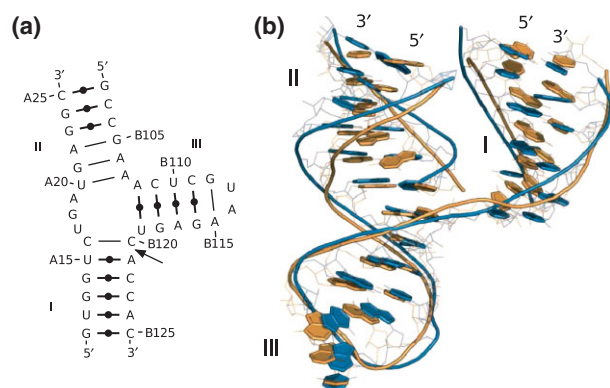 (a)
(b)
3′ 5′
A25 C G
G C
G C
II A G B105
G A III
A20 U A B110
A A C U C G U
G A
U U G A G A
C C B120 B115
A15 U A
G C
I G C
U A
G C B125
5′ 3′
3′ 5′
II
5′ 3′
I
III